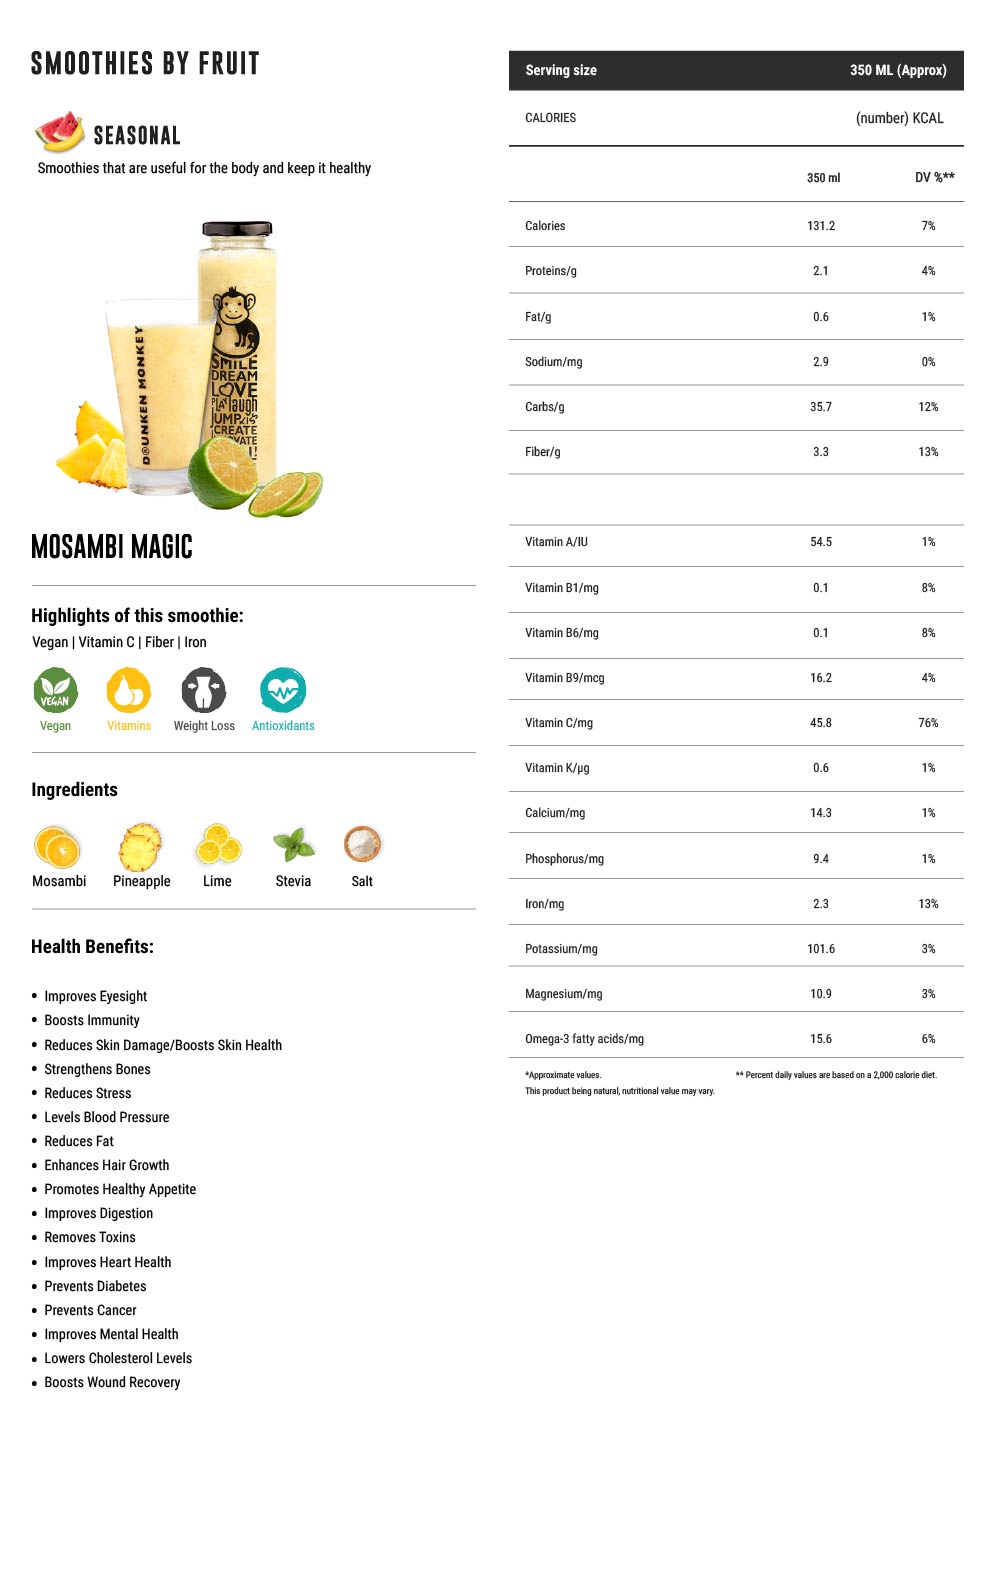 SMOOTHIES BY FRUIT
SEASONAL
Smoothies that are useful for the body and keep it healthy
DRUNKEN MONKEY
SMILE
DREAM
LOVE
PLAY laugh
JUMP KISS
CREATE
INNOVATE
MOSAMBI MAGIC
Highlights of this smoothie:
Vegan | Vitamin C | Fiber | Iron
VEGAN
Vegan Vitamins Weight Loss Antioxidants
Ingredients
Mosambi Pineapple Lime Stevia Salt
Health Benefits:
• Improves Eyesight
• Boosts Immunity
• Reduces Skin Damage/Boosts Skin Health
• Strengthens Bones
• Reduces Stress
• Levels Blood Pressure
• Reduces Fat
• Enhances Hair Growth
• Promotes Healthy Appetite
• Improves Digestion
• Removes Toxins
• Improves Heart Health
• Prevents Diabetes
• Prevents Cancer
• Improves Mental Health
• Lowers Cholesterol Levels
• Boosts Wound Recovery
Serving size 350 ML (Approx)
CALORIES (number) KCAL
350 ml DV %**
Calories 131.2 7%
Proteins/g 2.1 4%
Fat/g 0.6 1%
Sodium/mg 2.9 0%
Carbs/g 35.7 12%
Fiber/g 3.3 13%
Vitamin A/IU 54.5 1%
Vitamin B1/mg 0.1 8%
Vitamin B6/mg 0.1 8%
Vitamin B9/mcg 16.2 4%
Vitamin C/mg 45.8 76%
Vitamin K/µg 0.6 1%
Calcium/mg 14.3 1%
Phosphorus/mg 9.4 1%
Iron/mg 2.3 13%
Potassium/mg 101.6 3%
Magnesium/mg 10.9 3%
Omega-3 fatty acids/mg 15.6 6%
*Approximate values. ** Percent daily values are based on a 2,000 calorie diet.
This product being natural, nutritional value may vary.